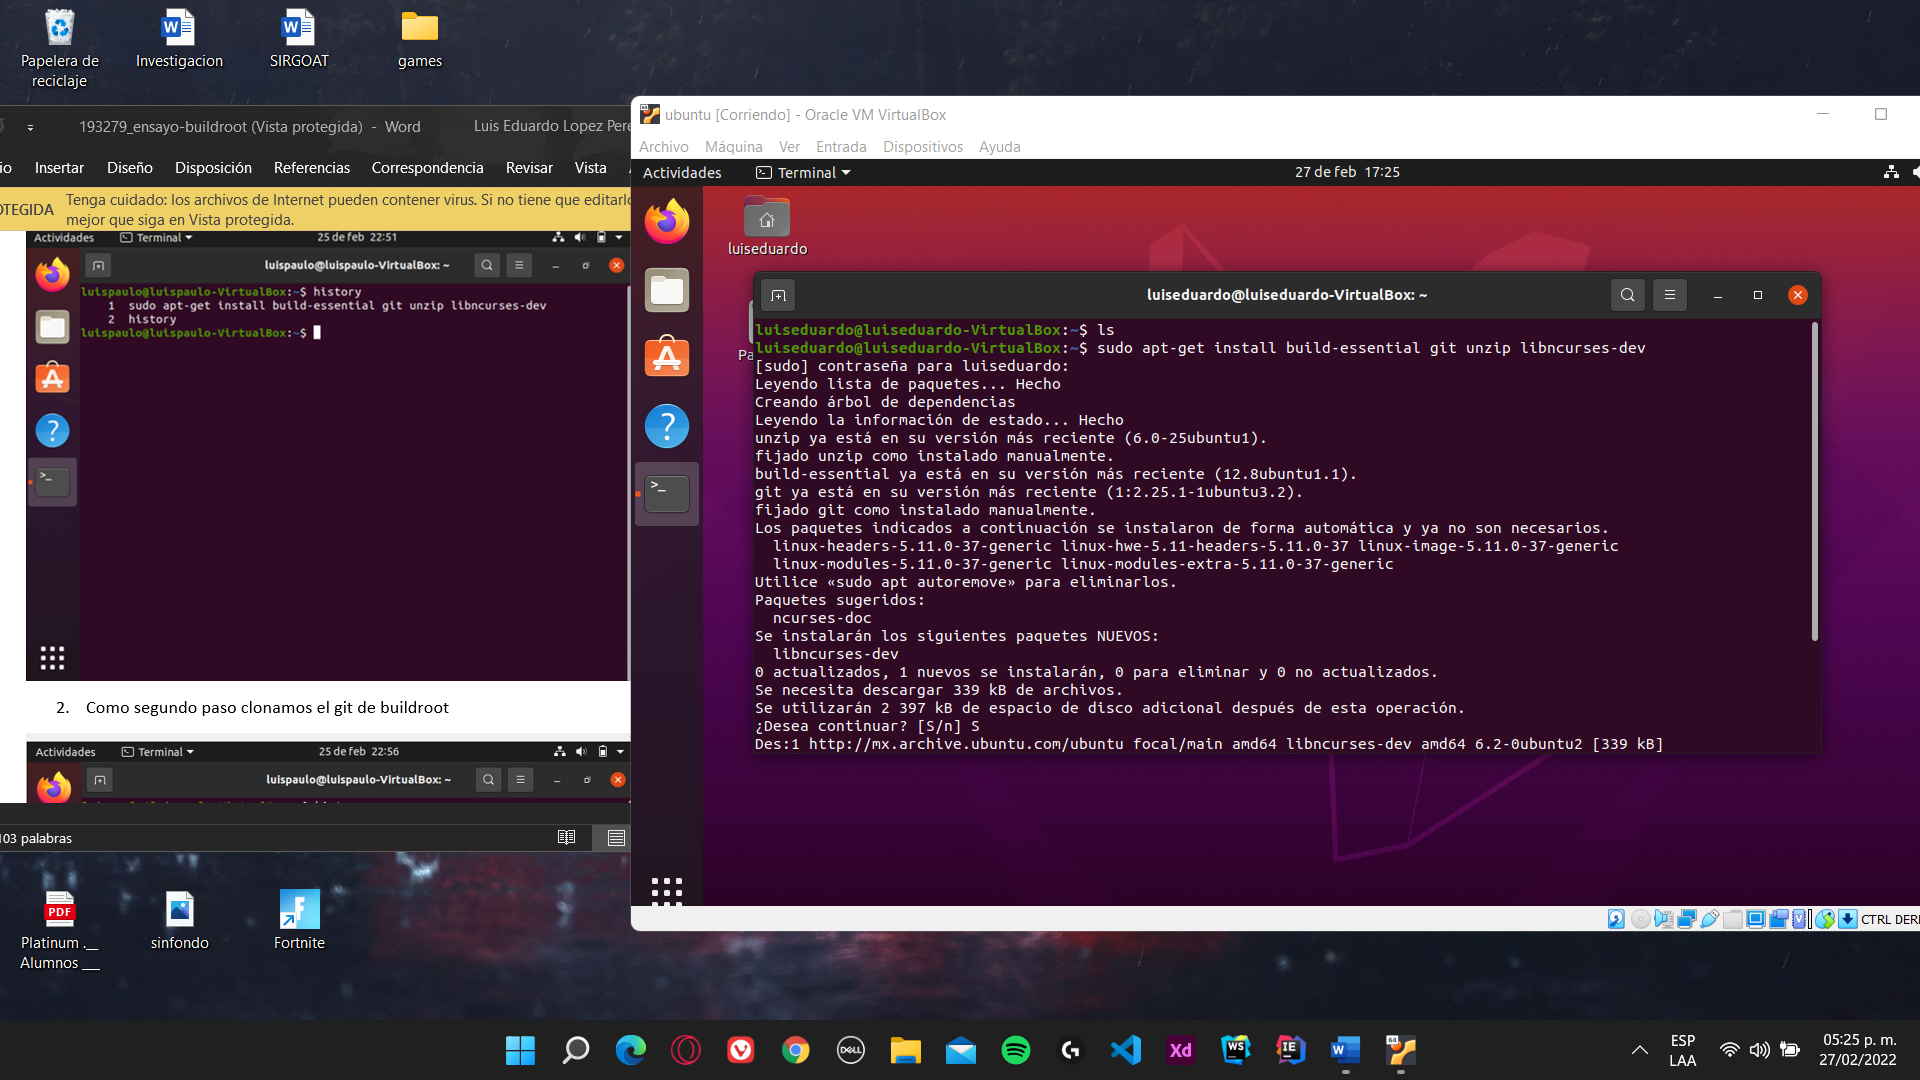 Papelera de
reciclaje
Investigacion
SIRGOAT
games
193279_ensayo-buildroot (Vista protegida) - Word
Luis Eduardo Lopez Pere
io Insertar Diseño Disposición Referencias Correspondencia Revisar Vista
OTEGIDA
Tenga cuidado: los archivos de Internet pueden contener virus. Si no tiene que editarlo
mejor que siga en Vista protegida.
Actividades
Terminal
25 de feb 22:51
luispaulo@luispaulo-VirtualBox: ~
luispaulo@luispaulo-VirtualBox:~$ history
1 sudo apt-get install build-essential git unzip libncurses-dev
2 history
luispaulo@luispaulo-VirtualBox:~$
2. Como segundo paso clonamos el git de buildroot
Actividades
Terminal
25 de feb 22:56
luispaulo@luispaulo-VirtualBox: ~
103 palabras
ubuntu [Corriendo] - Oracle VM VirtualBox
Archivo Máquina Ver Entrada Dispositivos Ayuda
Actividades
Terminal
27 de feb 17:25
luiseduardo
Pa
luiseduardo@luiseduardo-VirtualBox: ~
luiseduardo@luiseduardo-VirtualBox:~$ ls
luiseduardo@luiseduardo-VirtualBox:~$ sudo apt-get install build-essential git unzip libncurses-dev
[sudo] contraseña para luiseduardo:
Leyendo lista de paquetes... Hecho
Creando árbol de dependencias
Leyendo la información de estado... Hecho
unzip ya está en su versión más reciente (6.0-25ubuntu1).
fijado unzip como instalado manualmente.
build-essential ya está en su versión más reciente (12.8ubuntu1.1).
git ya está en su versión más reciente (1:2.25.1-1ubuntu3.2).
fijado git como instalado manualmente.
Los paquetes indicados a continuación se instalaron de forma automática y ya no son necesarios.
linux-headers-5.11.0-37-generic linux-hwe-5.11-headers-5.11.0-37 linux-image-5.11.0-37-generic
linux-modules-5.11.0-37-generic linux-modules-extra-5.11.0-37-generic
Utilice «sudo apt autoremove» para eliminarlos.
Paquetes sugeridos:
ncurses-doc
Se instalarán los siguientes paquetes NUEVOS:
libncurses-dev
0 actualizados, 1 nuevos se instalarán, 0 para eliminar y 0 no actualizados.
Se necesita descargar 339 kB de archivos.
Se utilizarán 2 397 kB de espacio de disco adicional después de esta operación.
¿Desea continuar? [S/n] S
Des:1 http://mx.archive.ubuntu.com/ubuntu focal/main amd64 libncurses-dev amd64 6.2-0ubuntu2 [339 kB]
CTRL DERE
PDF
Platinum .__
Alumnos ___
sinfondo
Fortnite
DELL
Xd
WS
IE
64
ESP
LAA
05:25 p. m.
27/02/2022